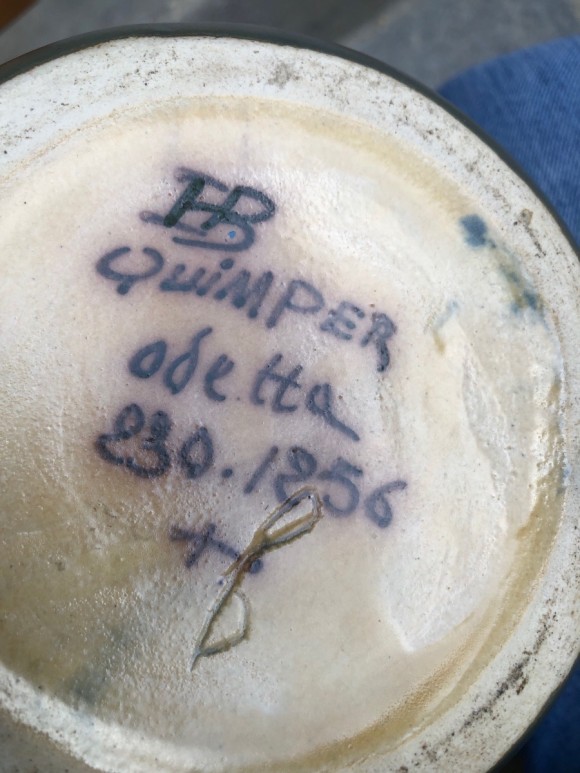 HB
QUIMPER
odetta
230.1256